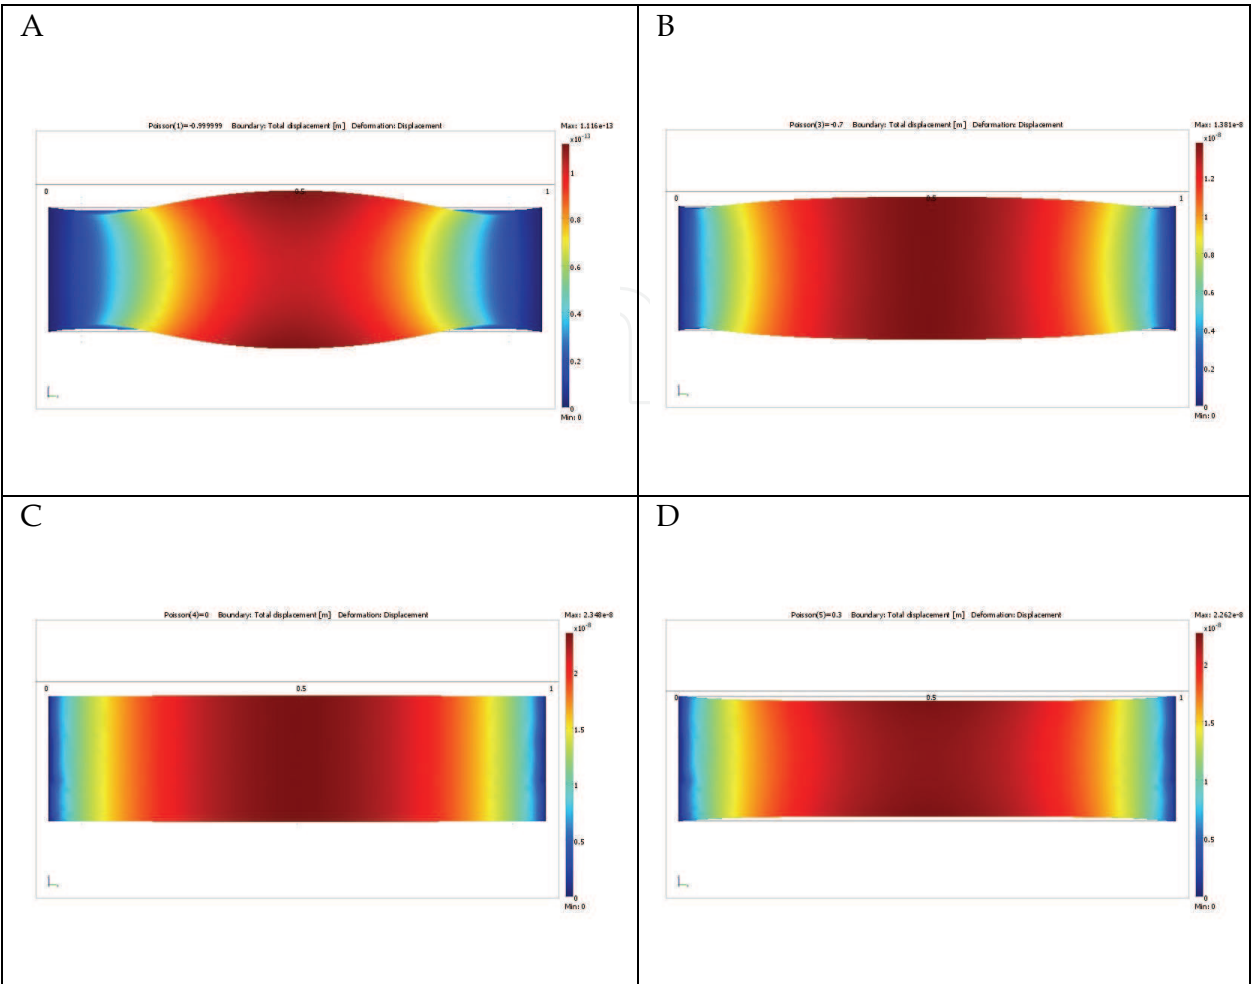 A
Poisson(1)=-0.999999 Boundary: Total displacement [m] Deformation: Displacement
Max: 1.116e-13
x10^-13
0
0.5
1
1
0.8
0.6
0.4
0.2
0
Min: 0
B
Poisson(3)=-0.7 Boundary: Total displacement [m] Deformation: Displacement
Max: 1.381e-8
x10^-8
0
0.5
1
1.2
1
0.8
0.6
0.4
0.2
0
Min: 0
C
Poisson(4)=0 Boundary: Total displacement [m] Deformation: Displacement
Max: 2.348e-8
x10^-8
0
0.5
1
2
1.5
1
0.5
0
Min: 0
D
Poisson(5)=0.3 Boundary: Total displacement [m] Deformation: Displacement
Max: 2.262e-8
x10^-8
0
0.5
1
2
1.5
1
0.5
0
Min: 0